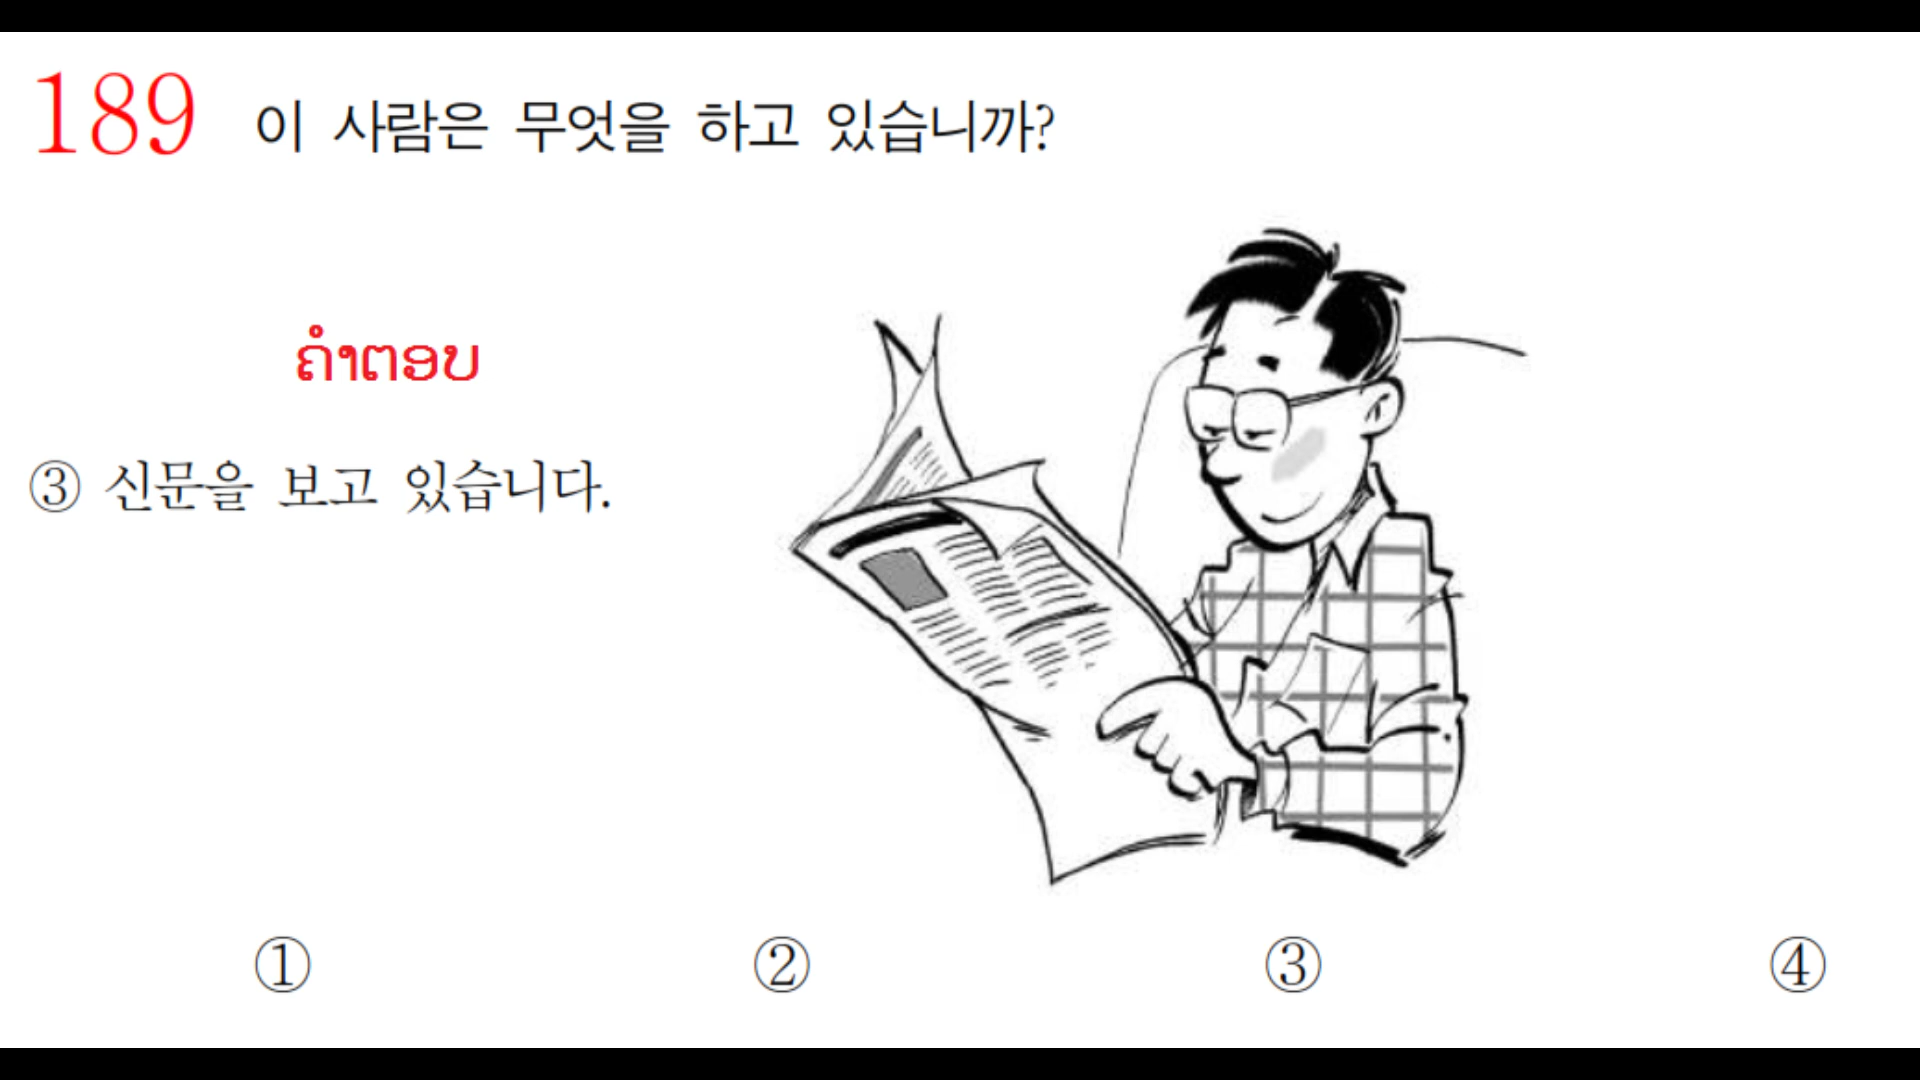 189 이 사람은 무엇을 하고 있습니까?
ຄຳຕອບ
③ 신문을 보고 있습니다.
① ② ③ ④